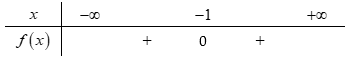 x −∞ −1 +∞
f(x) + 0 +